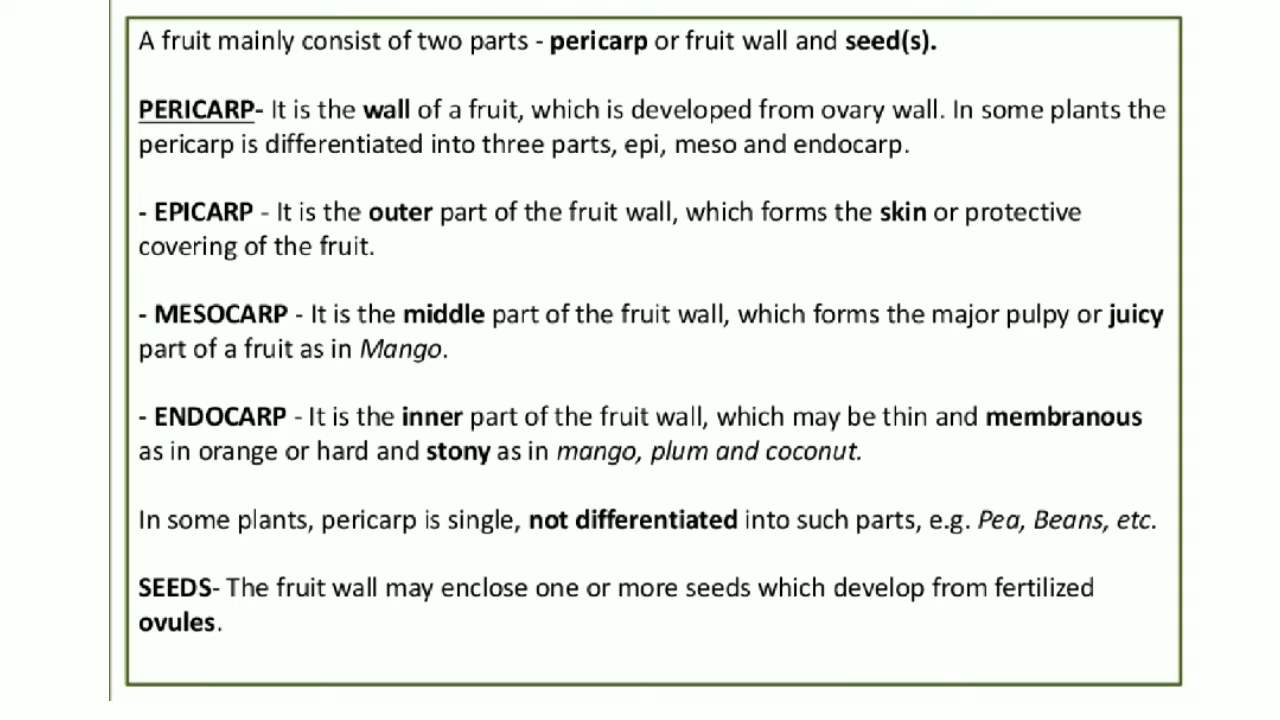 A fruit mainly consist of two parts - pericarp or fruit wall and seed(s).
PERICARP- It is the wall of a fruit, which is developed from ovary wall. In some plants the
pericarp is differentiated into three parts, epi, meso and endocarp.
- EPICARP - It is the outer part of the fruit wall, which forms the skin or protective
covering of the fruit.
- MESOCARP - It is the middle part of the fruit wall, which forms the major pulpy or juicy
part of a fruit as in Mango.
- ENDOCARP - It is the inner part of the fruit wall, which may be thin and membranous
as in orange or hard and stony as in mango, plum and coconut.
In some plants, pericarp is single, not differentiated into such parts, e.g. Pea, Beans, etc.
SEEDS- The fruit wall may enclose one or more seeds which develop from fertilized
ovules.